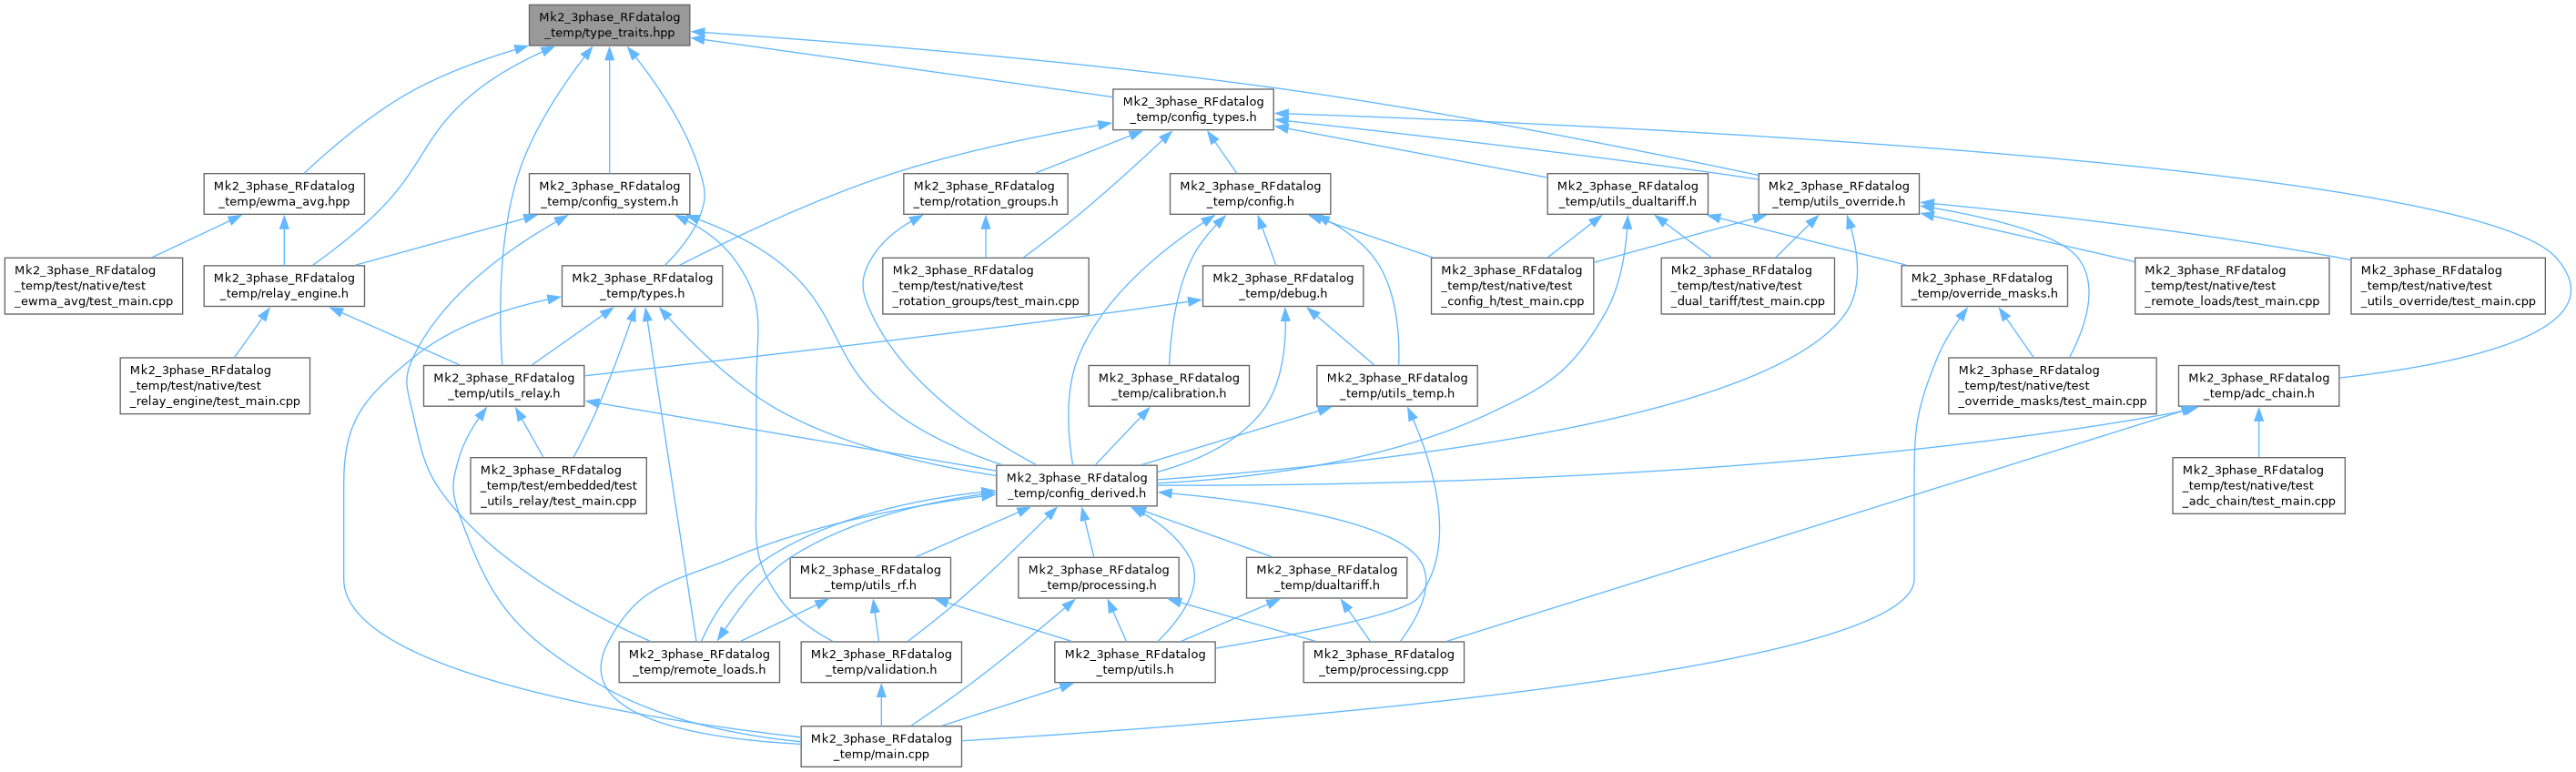 Mk2_3phase_RFdatalog
_temp/type_traits.hpp
Mk2_3phase_RFdatalog
_temp/config_types.h
Mk2_3phase_RFdatalog
_temp/ewma_avg.hpp
Mk2_3phase_RFdatalog
_temp/config_system.h
Mk2_3phase_RFdatalog
_temp/rotation_groups.h
Mk2_3phase_RFdatalog
_temp/config.h
Mk2_3phase_RFdatalog
_temp/utils_dualtariff.h
Mk2_3phase_RFdatalog
_temp/utils_override.h
Mk2_3phase_RFdatalog
_temp/test/native/test
_ewma_avg/test_main.cpp
Mk2_3phase_RFdatalog
_temp/relay_engine.h
Mk2_3phase_RFdatalog
_temp/types.h
Mk2_3phase_RFdatalog
_temp/test/native/test
_rotation_groups/test_main.cpp
Mk2_3phase_RFdatalog
_temp/debug.h
Mk2_3phase_RFdatalog
_temp/test/native/test
_config_h/test_main.cpp
Mk2_3phase_RFdatalog
_temp/test/native/test
_dual_tariff/test_main.cpp
Mk2_3phase_RFdatalog
_temp/override_masks.h
Mk2_3phase_RFdatalog
_temp/test/native/test
_remote_loads/test_main.cpp
Mk2_3phase_RFdatalog
_temp/test/native/test
_utils_override/test_main.cpp
Mk2_3phase_RFdatalog
_temp/test/native/test
_relay_engine/test_main.cpp
Mk2_3phase_RFdatalog
_temp/utils_relay.h
Mk2_3phase_RFdatalog
_temp/calibration.h
Mk2_3phase_RFdatalog
_temp/utils_temp.h
Mk2_3phase_RFdatalog
_temp/test/native/test
_override_masks/test_main.cpp
Mk2_3phase_RFdatalog
_temp/adc_chain.h
Mk2_3phase_RFdatalog
_temp/test/embedded/test
_utils_relay/test_main.cpp
Mk2_3phase_RFdatalog
_temp/config_derived.h
Mk2_3phase_RFdatalog
_temp/test/native/test
_adc_chain/test_main.cpp
Mk2_3phase_RFdatalog
_temp/utils_rf.h
Mk2_3phase_RFdatalog
_temp/processing.h
Mk2_3phase_RFdatalog
_temp/dualtariff.h
Mk2_3phase_RFdatalog
_temp/remote_loads.h
Mk2_3phase_RFdatalog
_temp/validation.h
Mk2_3phase_RFdatalog
_temp/utils.h
Mk2_3phase_RFdatalog
_temp/processing.cpp
Mk2_3phase_RFdatalog
_temp/main.cpp